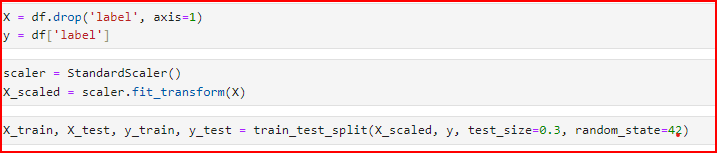 X = df.drop('label', axis=1)
y = df['label']
scaler = StandardScaler()
X_scaled = scaler.fit_transform(X)
X_train, X_test, y_train, y_test = train_test_split(X_scaled, y, test_size=0.3, random_state=42)